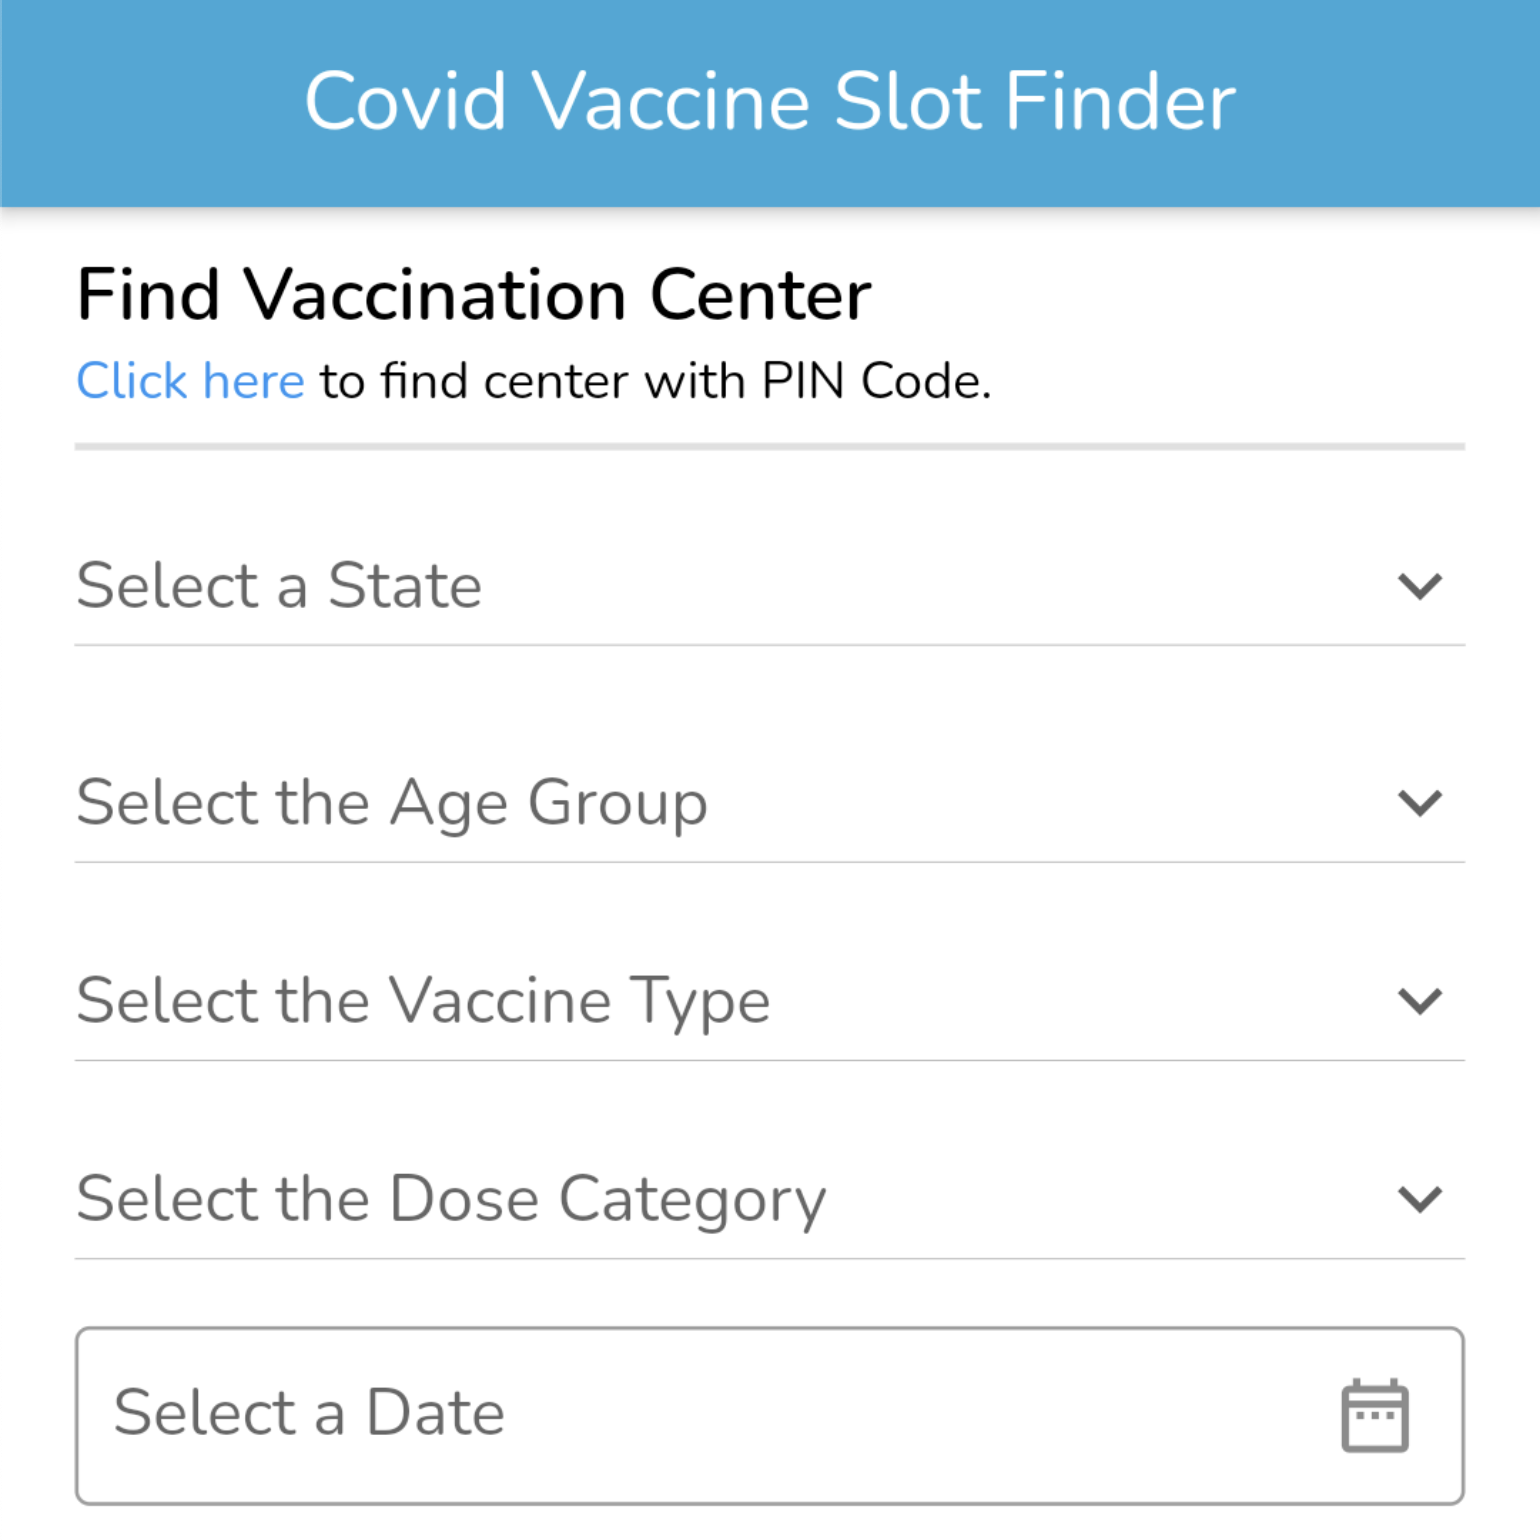 Covid Vaccine Slot Finder
Find Vaccination Center
Click here to find center with PIN Code.
Select a State
Select the Age Group
Select the Vaccine Type
Select the Dose Category
Select a Date